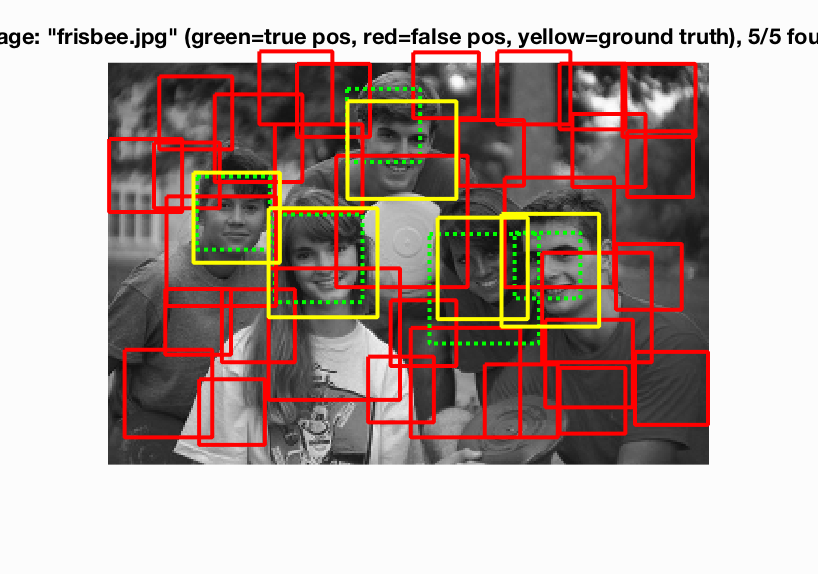 age: "frisbee.jpg" (green=true pos, red=false pos, yellow=ground truth), 5/5 fou